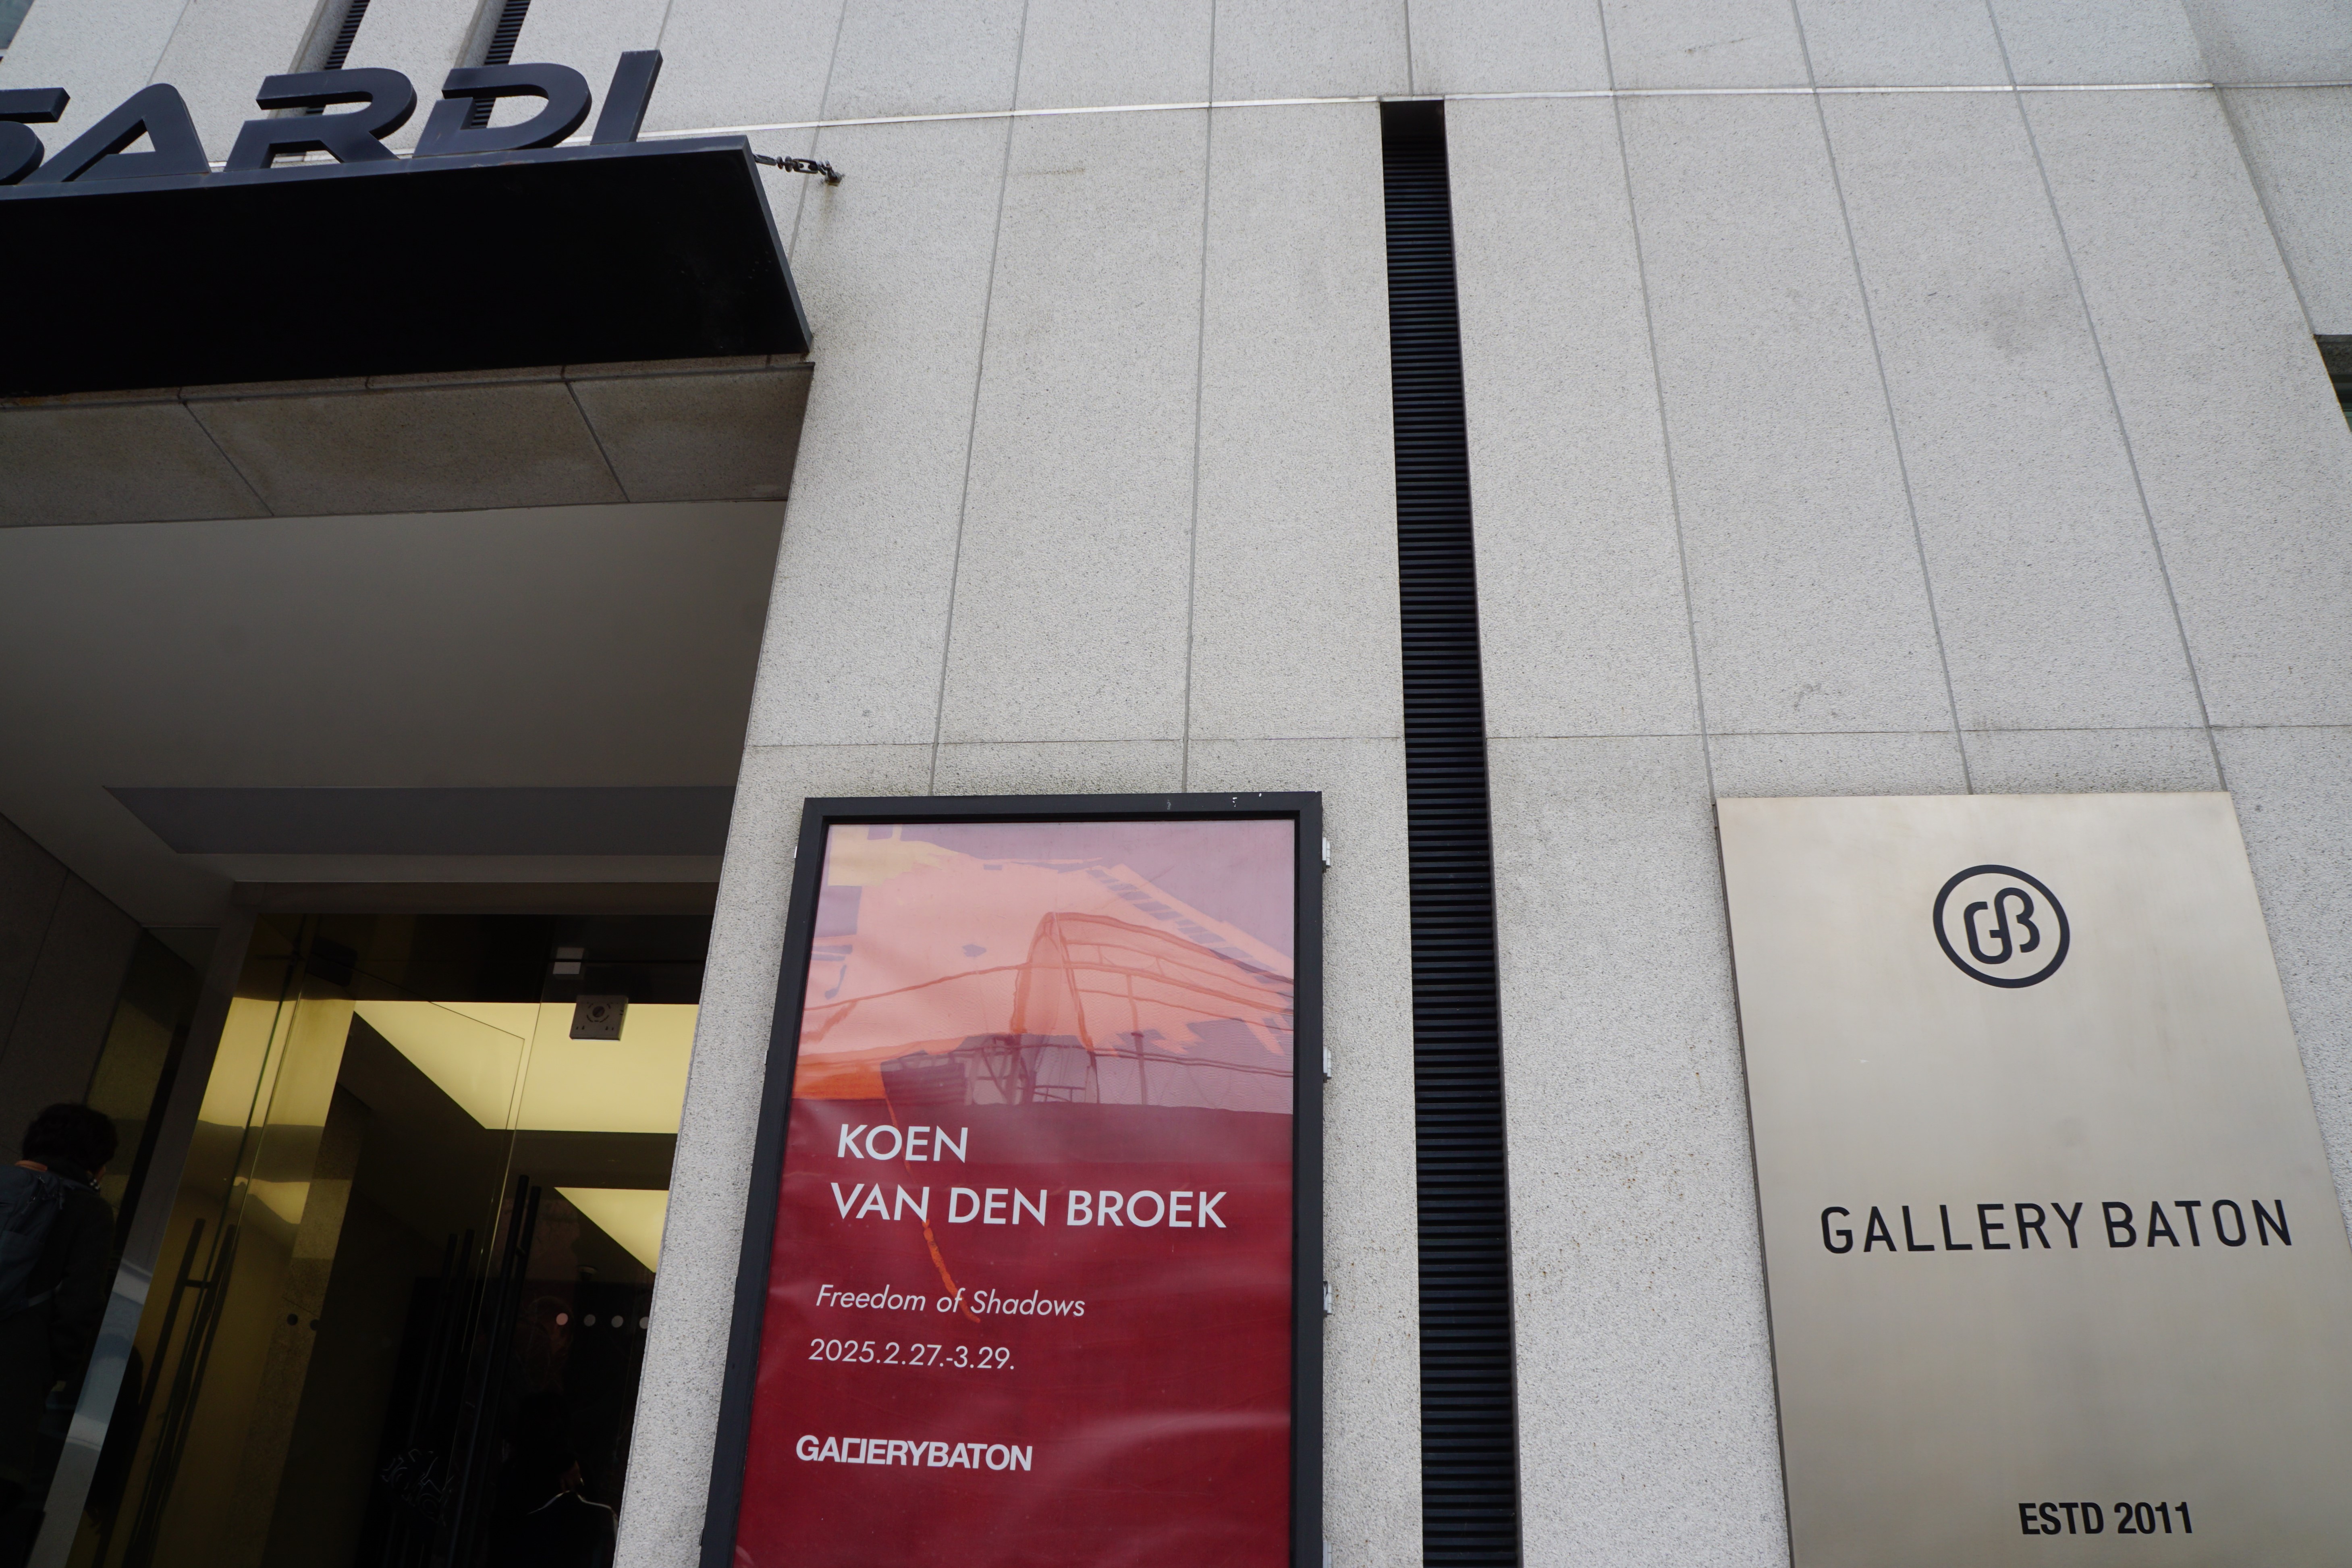 SARDI
KOEN
VAN DEN BROEK
Freedom of Shadows
2025.2.27.-3.29.
GALLERYBATON
GB
GALLERY BATON
ESTD 2011